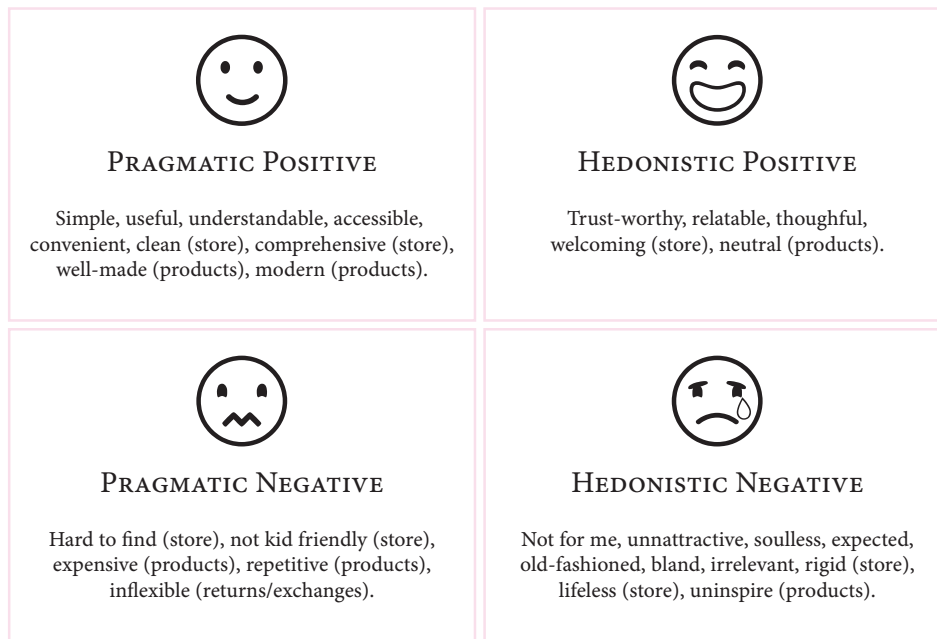 Pragmatic Positive
Simple, useful, understandable, accessible,
convenient, clean (store), comprehensive (store),
well-made (products), modern (products).
Hedonistic Positive
Trust-worthy, relatable, thoughful,
welcoming (store), neutral (products).
Pragmatic Negative
Hard to find (store), not kid friendly (store),
expensive (products), repetitive (products),
inflexible (returns/exchanges).
Hedonistic Negative
Not for me, unnattractive, soulless, expected,
old-fashioned, bland, irrelevant, rigid (store),
lifeless (store), uninspire (products).